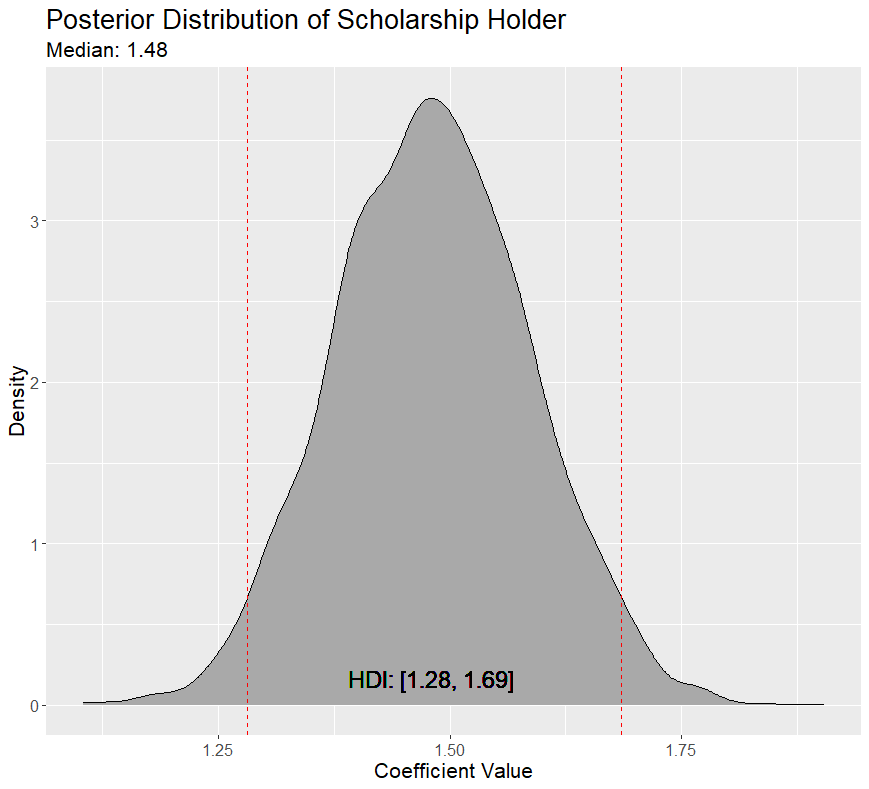 Posterior Distribution of Scholarship Holder
Median: 1.48
Density
3
2
1
0
HDI: [1.28, 1.69]
1.25 1.50 1.75
Coefficient Value